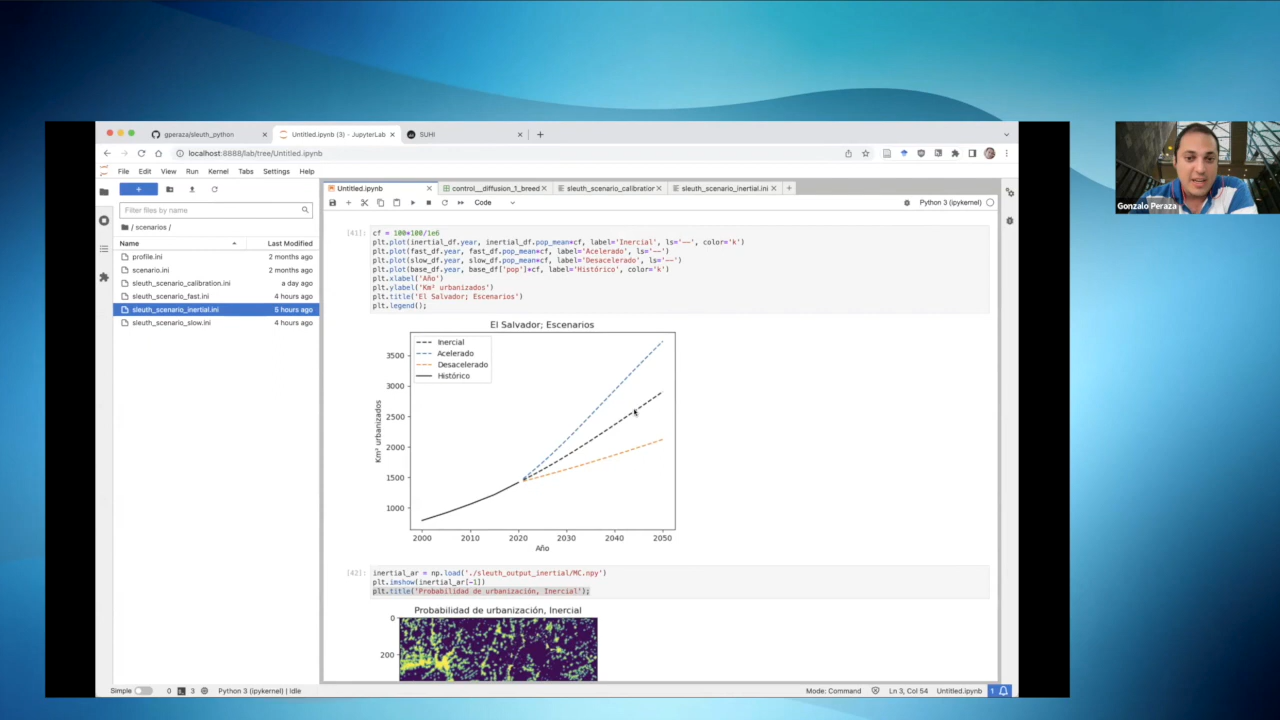 gperaza/sleuth_python
Untitled.ipynb (3) - JupyterLab
SUHI
localhost:8888/lab/tree/Untitled.ipynb
File Edit View Run Kernel Tabs Settings Help
Filter files by name
/ scenarios /
Name Last Modified
profile.ini 2 months ago
scenario.ini 2 months ago
sleuth_scenario_calibration.ini a day ago
sleuth_scenario_fast.ini 4 hours ago
sleuth_scenario_inertial.ini 5 hours ago
sleuth_scenario_slow.ini 4 hours ago
Untitled.ipynb
control__diffusion_1_breed
sleuth_scenario_calibration
sleuth_scenario_inertial.ini
Code
Python 3 (ipykernel)
[41]:
cf = 100*100/1e6
plt.plot(inertial_df.year, inertial_df.pop_mean*cf, label='Inercial', ls='--', color='k')
plt.plot(fast_df.year, fast_df.pop_mean*cf, label='Acelerado', ls='--')
plt.plot(slow_df.year, slow_df.pop_mean*cf, label='Desacelerado', ls='--')
plt.plot(base_df.year, base_df['pop']*cf, label='Histórico', color='k')
plt.xlabel('Año')
plt.ylabel('Km² urbanizados')
plt.title('El Salvador; Escenarios')
plt.legend();
El Salvador; Escenarios
Inercial
Acelerado
Desacelerado
Histórico
3500
3000
2500
2000
1500
1000
Km² urbanizados
2000 2010 2020 2030 2040 2050
Año
[42]:
inertial_ar = np.load('./sleuth_output_inertial/MC.npy')
plt.imshow(inertial_ar[-1])
plt.title('Probabilidad de urbanización, Inercial');
Probabilidad de urbanización, Inercial
0
200
Simple 0 3 Python 3 (ipykernel) | Idle
Mode: Command Ln 3, Col 54 Untitled.ipynb 1
Gonzalo Peraza